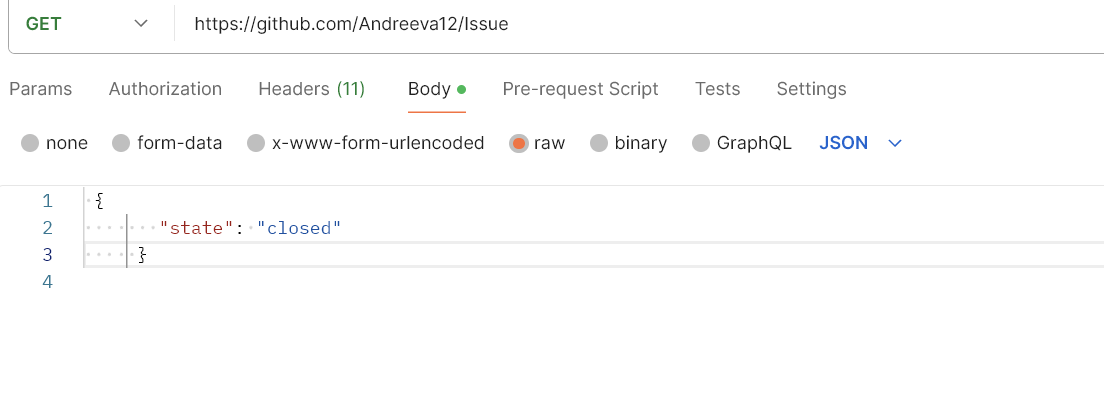 GET https://github.com/Andreeva12/Issue
Params Authorization Headers (11) Body Pre-request Script Tests Settings
none form-data x-www-form-urlencoded raw binary GraphQL JSON
1 {
2 "state": "closed"
3 }
4